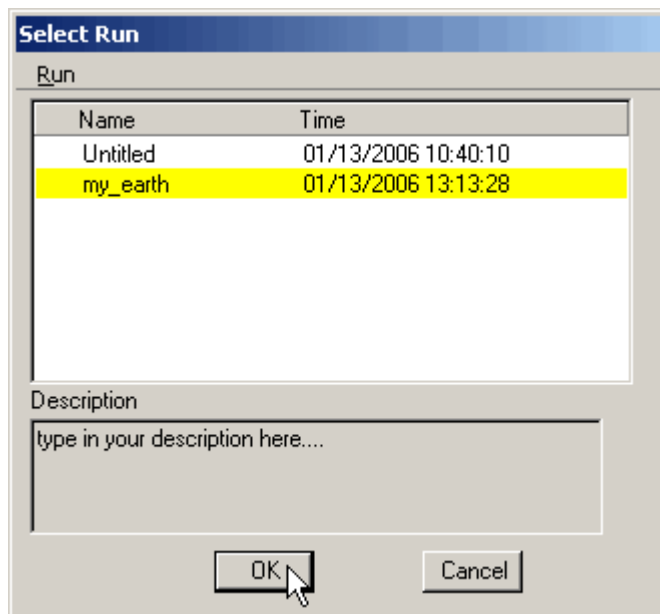 Select Run
Run
Name Time
Untitled 01/13/2006 10:40:10
my_earth 01/13/2006 13:13:28
Description
type in your description here....
OK Cancel